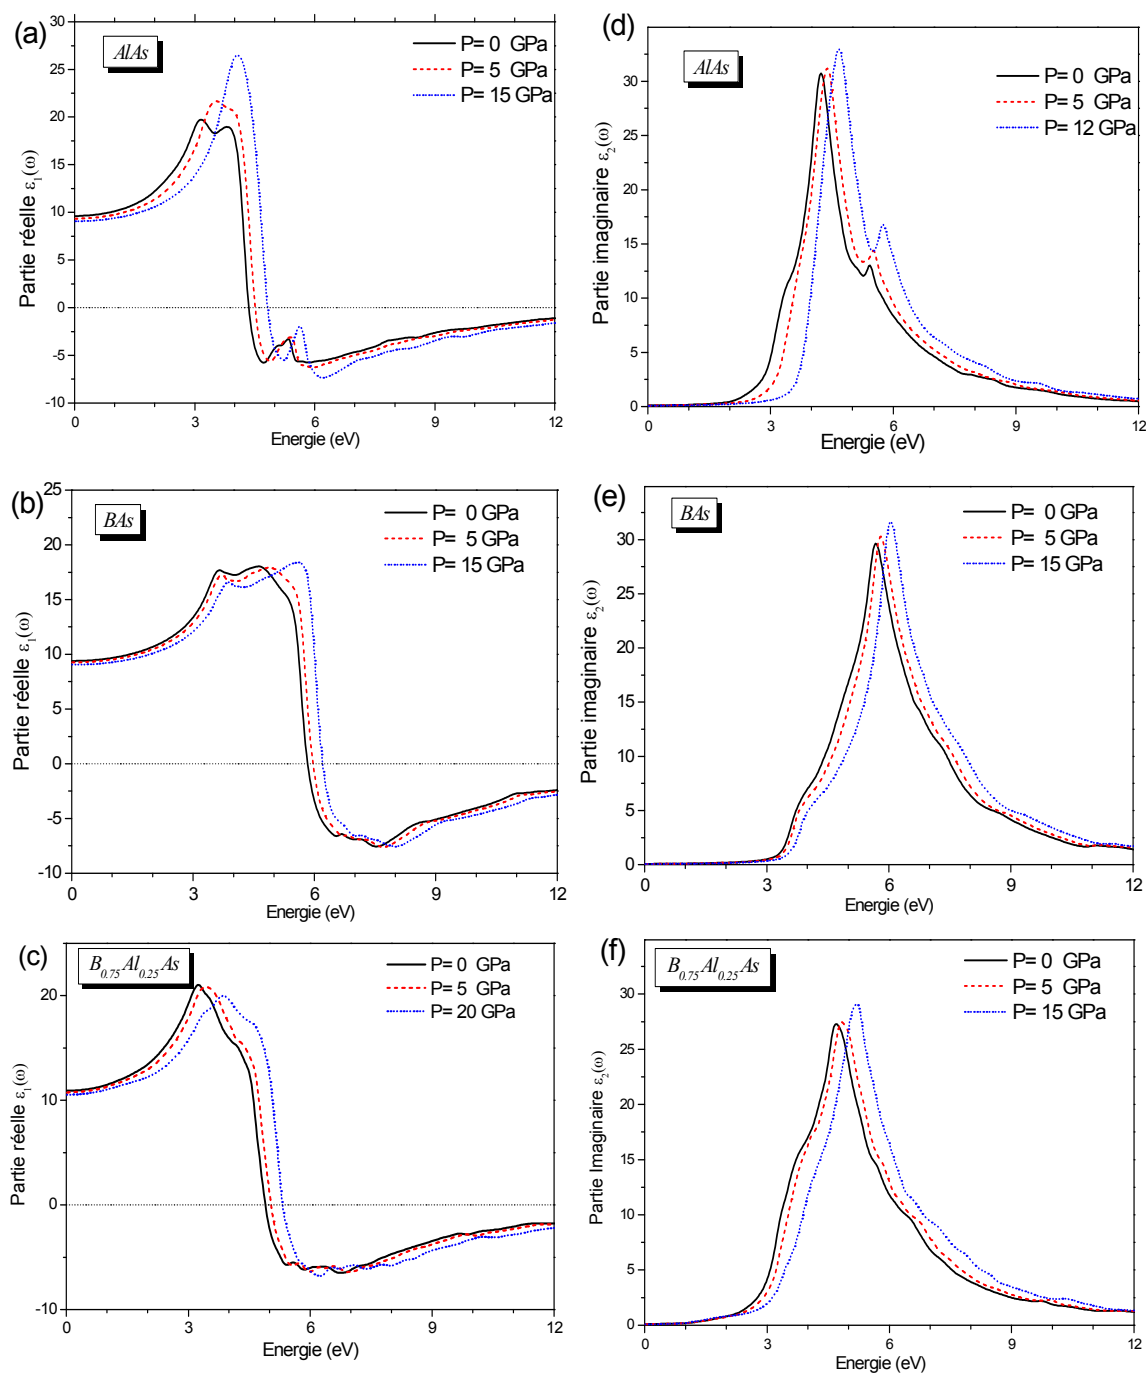 (a)
AlAs
P= 0 GPa
P= 5 GPa
P= 15 GPa
Partie réelle ε₁(ω)
30
25
20
15
10
5
0
-5
-10
0 3 6 9 12
Energie (eV)
(d)
AlAs
P= 0 GPa
P= 5 GPa
P= 12 GPa
Partie imaginaire ε₂(ω)
35
30
25
20
15
10
5
0
0 3 6 9 12
Energie (eV)
(b)
BAs
P= 0 GPa
P= 5 GPa
P= 15 GPa
Partie réelle ε₁(ω)
25
20
15
10
5
0
-5
-10
0 3 6 9 12
Energie (eV)
(e)
BAs
P= 0 GPa
P= 5 GPa
P= 15 GPa
Partie imaginaire ε₂(ω)
35
30
25
20
15
10
5
0
0 3 6 9 12
Energie (eV)
(c)
B₀.₇₅Al₀.₂₅As
P= 0 GPa
P= 5 GPa
P= 20 GPa
Partie réelle ε₁(ω)
20
10
0
-10
0 3 6 9 12
Energie (eV)
(f)
B₀.₇₅Al₀.₂₅As
P= 0 GPa
P= 5 GPa
P= 15 GPa
Partie Imaginaire ε₂(ω)
35
30
25
20
15
10
5
0
0 3 6 9 12
Energie (eV)